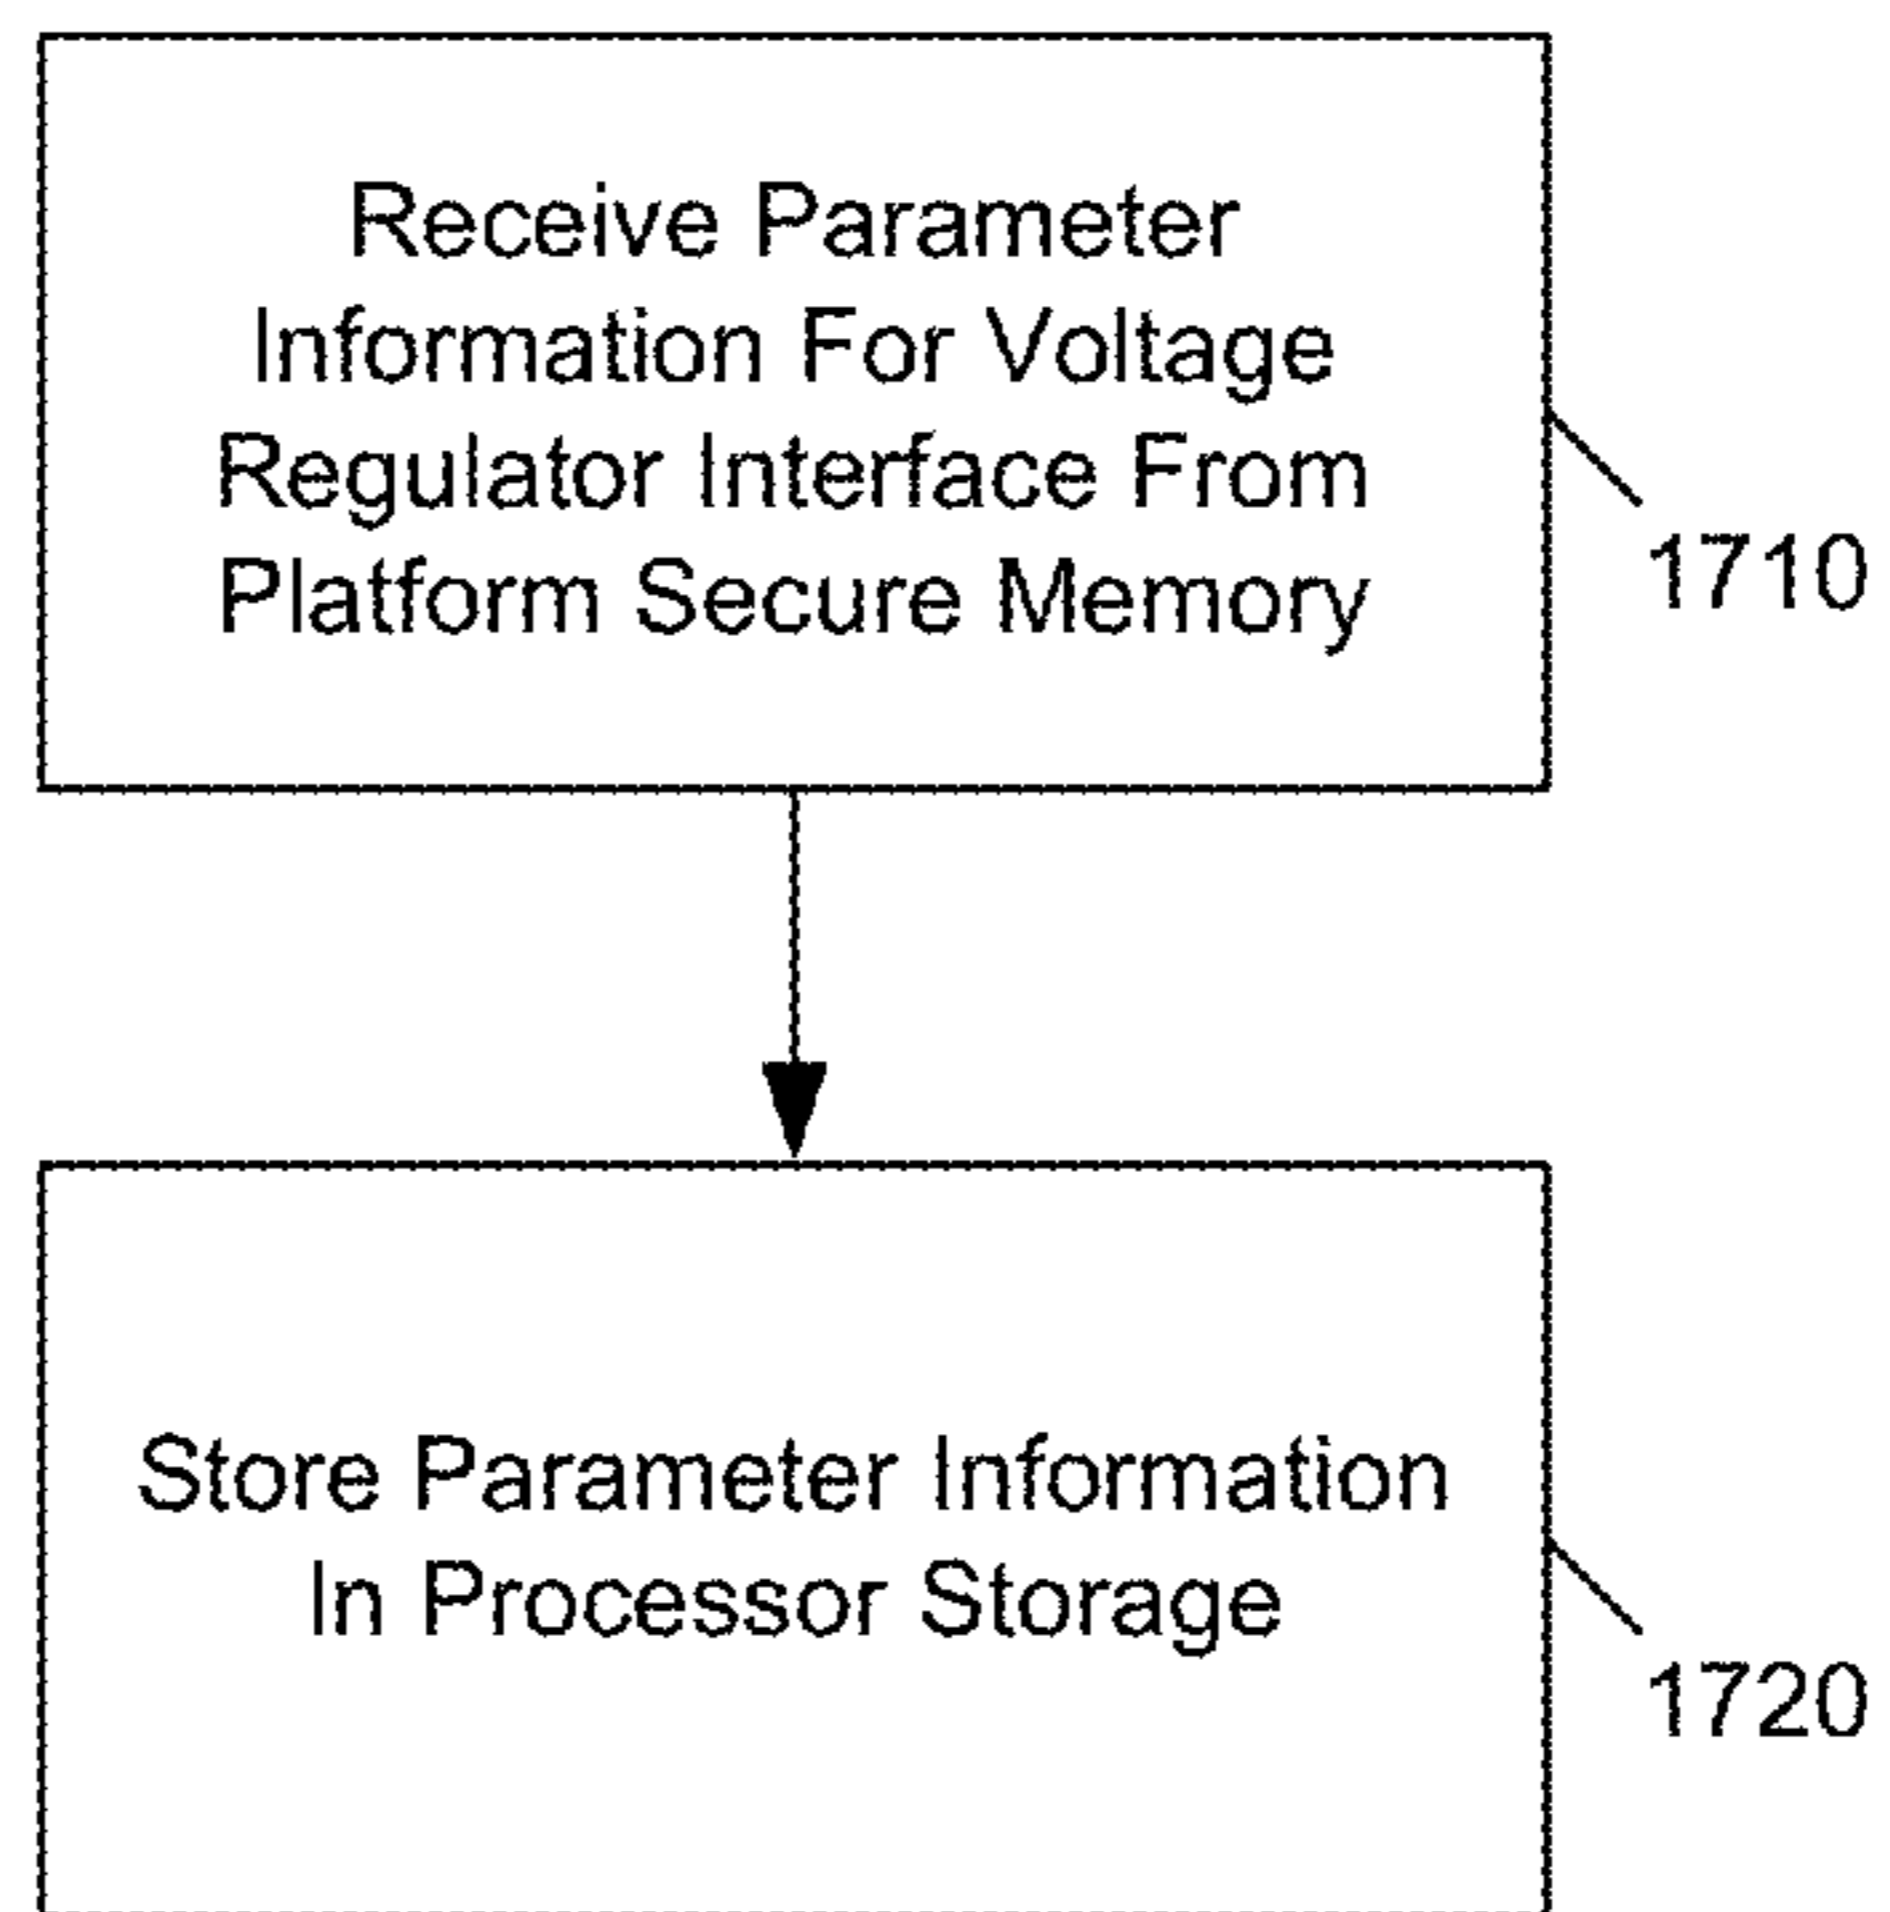 Receive Parameter
Information For Voltage
Regulator Interface From
Platform Secure Memory
1710
Store Parameter Information
In Processor Storage
1720